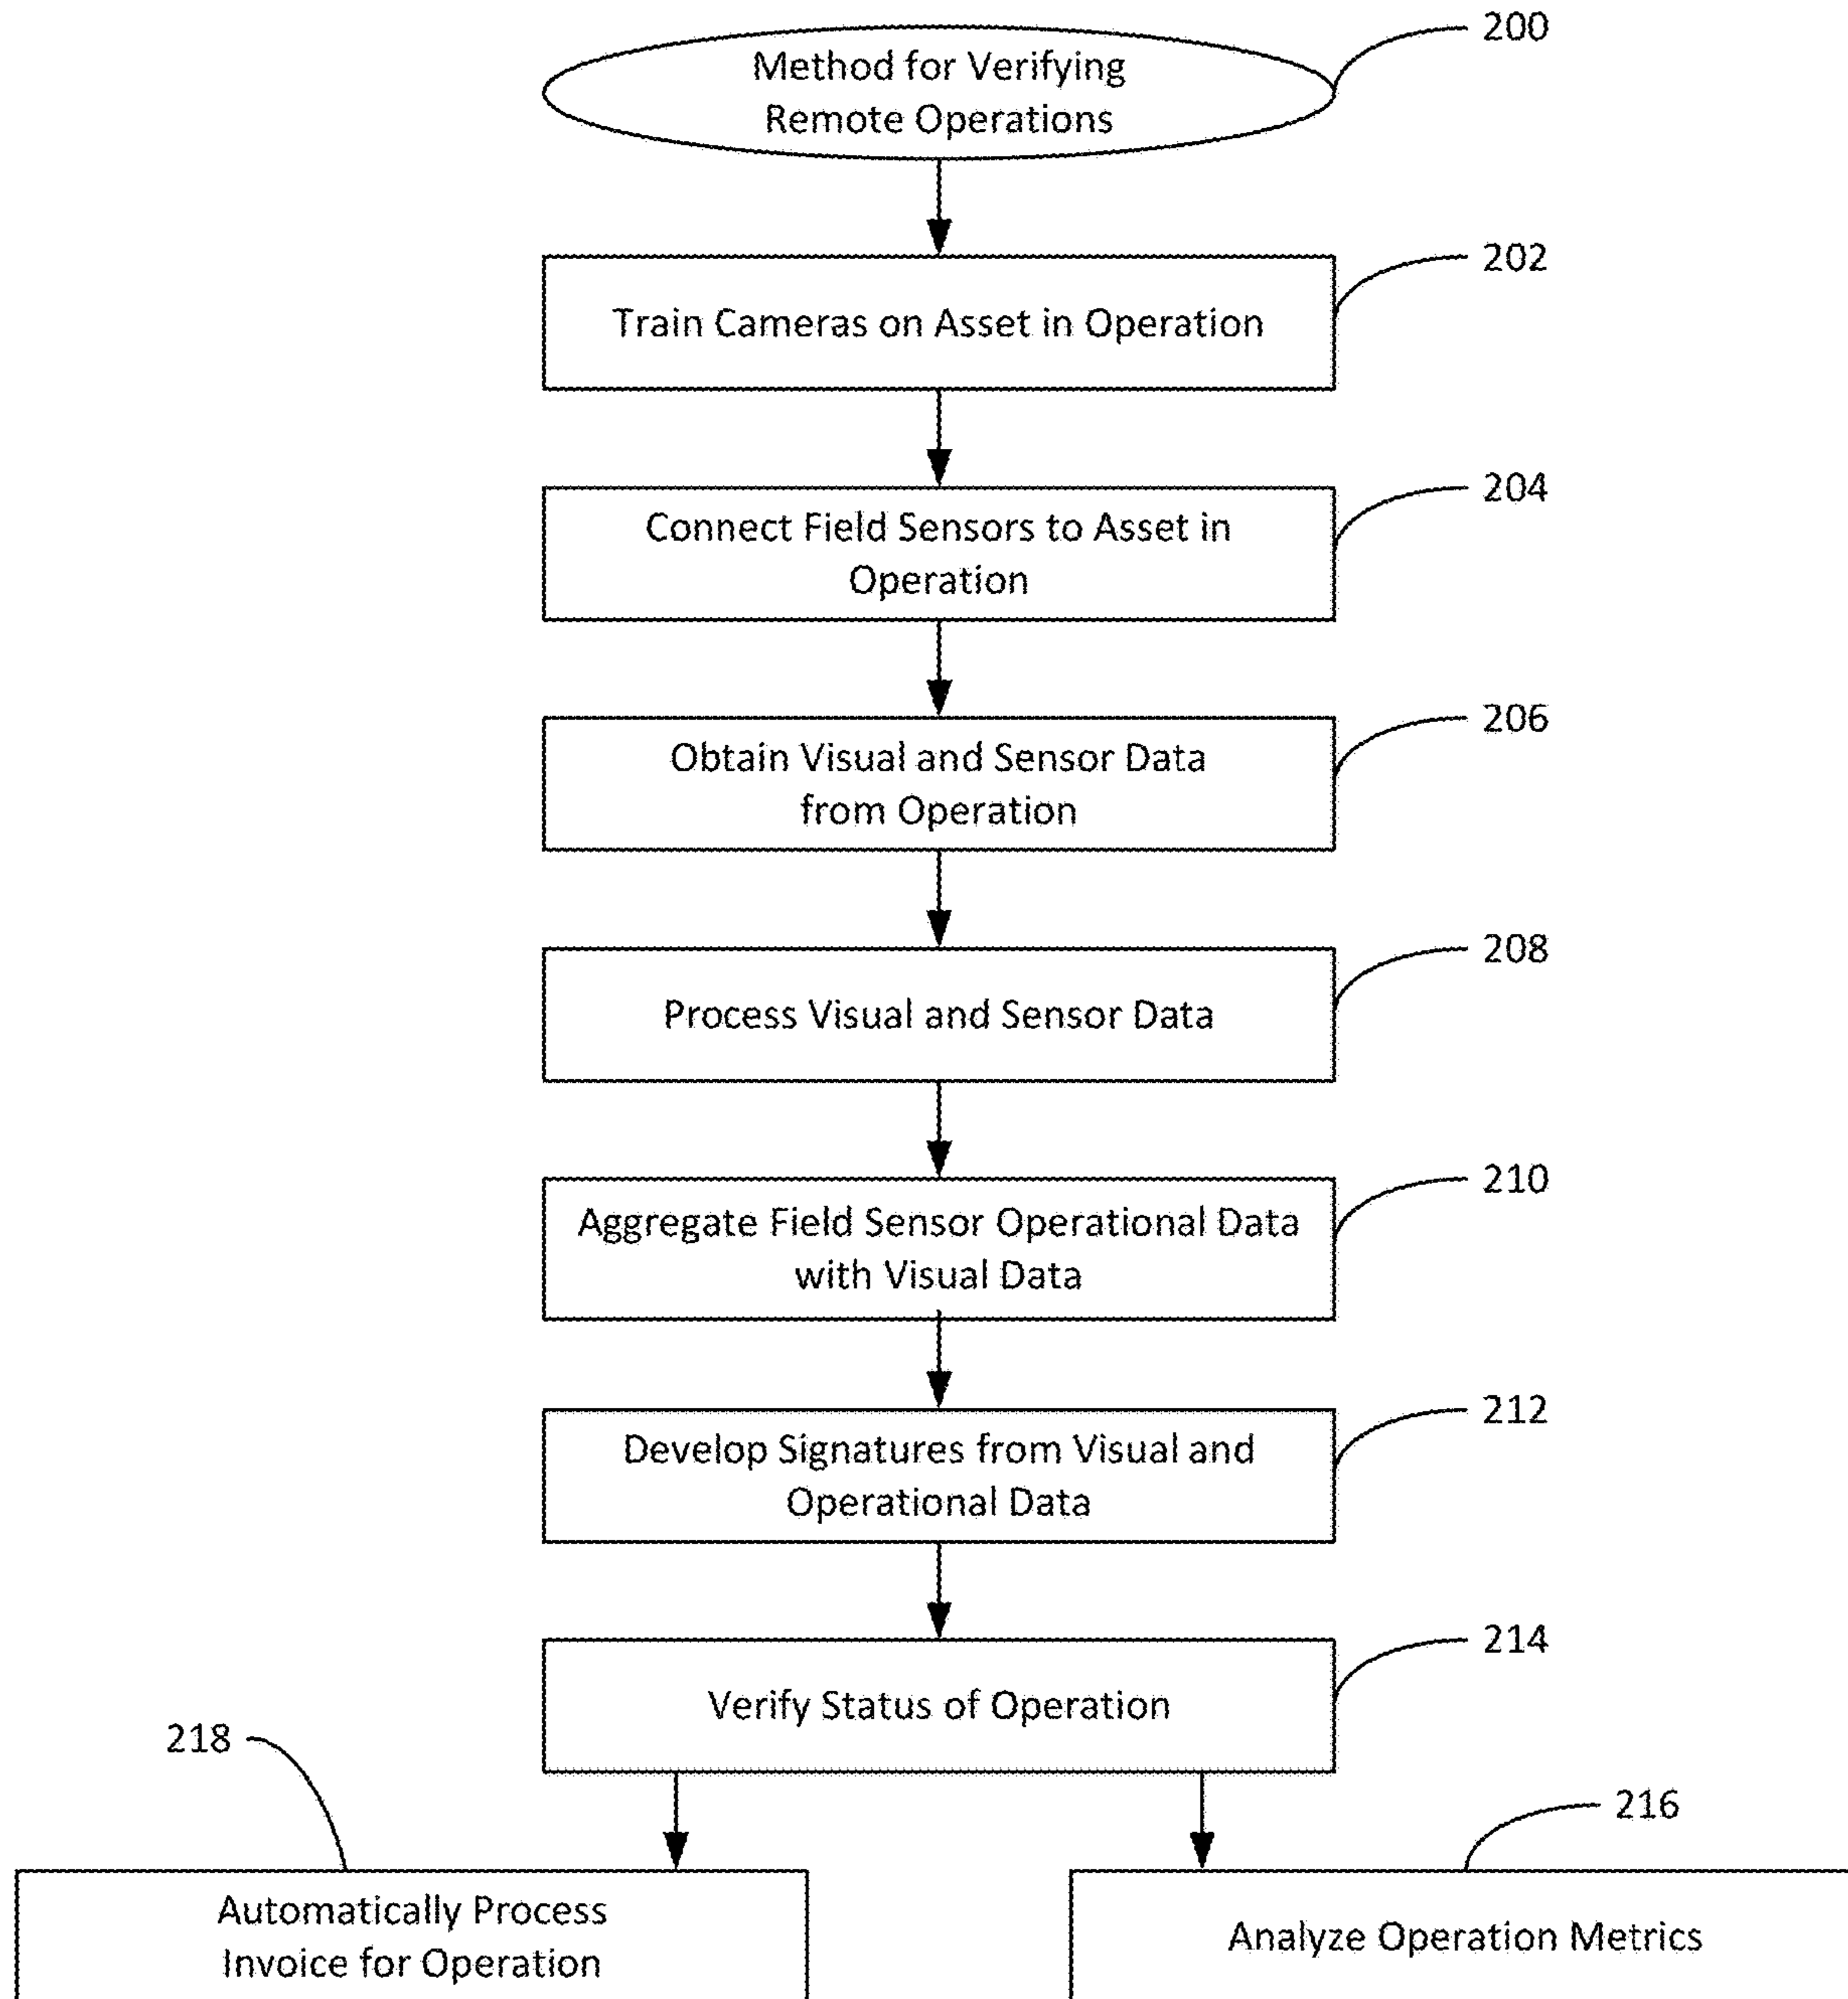 200
Method for Verifying
Remote Operations
202
Train Cameras on Asset in Operation
204
Connect Field Sensors to Asset in
Operation
206
Obtain Visual and Sensor Data
from Operation
208
Process Visual and Sensor Data
210
Aggregate Field Sensor Operational Data
with Visual Data
212
Develop Signatures from Visual and
Operational Data
214
Verify Status of Operation
218
216
Automatically Process
Invoice for Operation
Analyze Operation Metrics